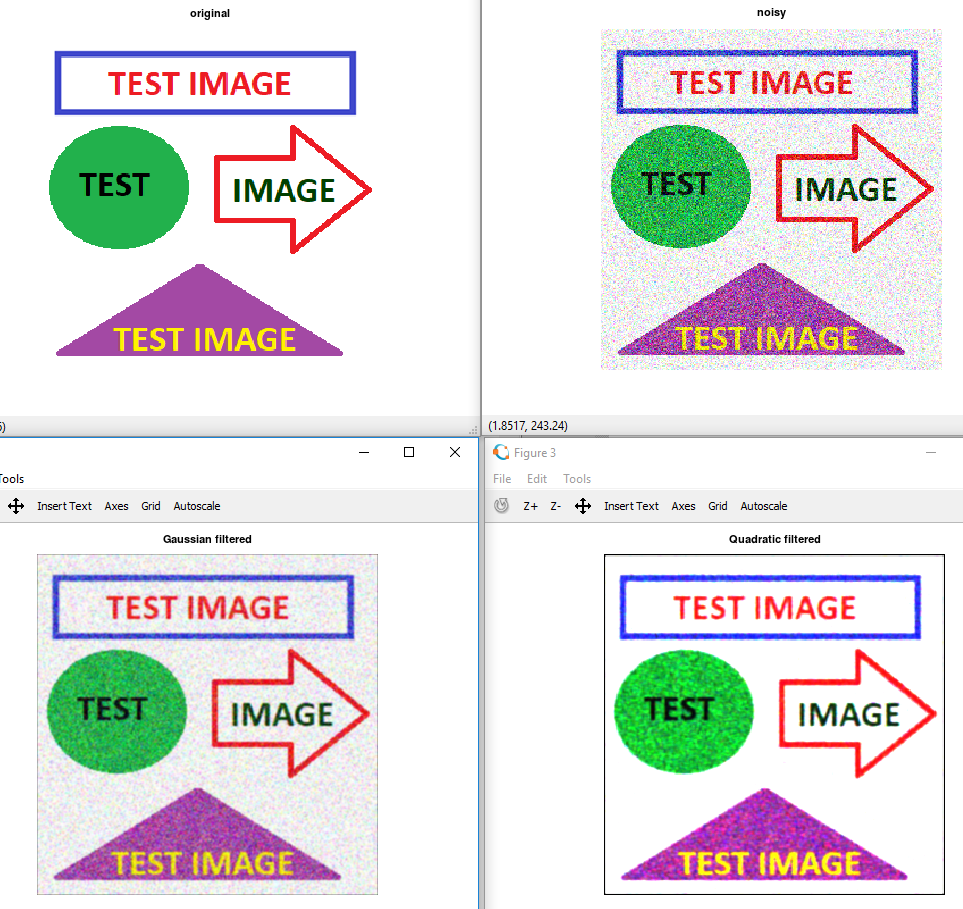 original
TEST IMAGE
TEST
IMAGE
TEST IMAGE
noisy
TEST IMAGE
TEST
IMAGE
TEST IMAGE
(1.8517, 243.24)
Tools
Insert Text Axes Grid Autoscale
Gaussian filtered
TEST IMAGE
TEST
IMAGE
TEST IMAGE
Figure 3
File Edit Tools
Z+ Z- Insert Text Axes Grid Autoscale
Quadratic filtered
TEST IMAGE
TEST
IMAGE
TEST IMAGE